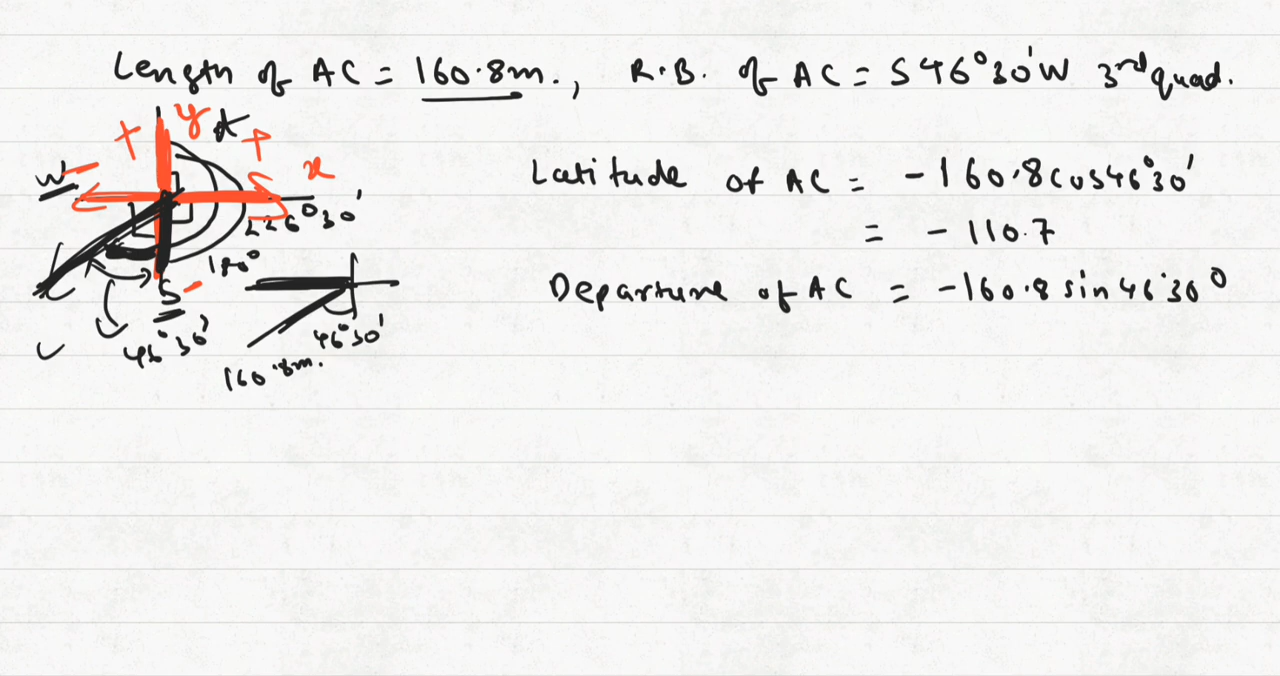 Length of AC = 160.8m., R.B. of AC = S46°30'W 3rd quad.
+ y
+
x
W −
226°30'
Latitude of AC = -160.8cos46°30'
= -110.7
180°
S −
Departure of AC = -160.8 sin46°30°
46°30'
46°30'
160.8m.